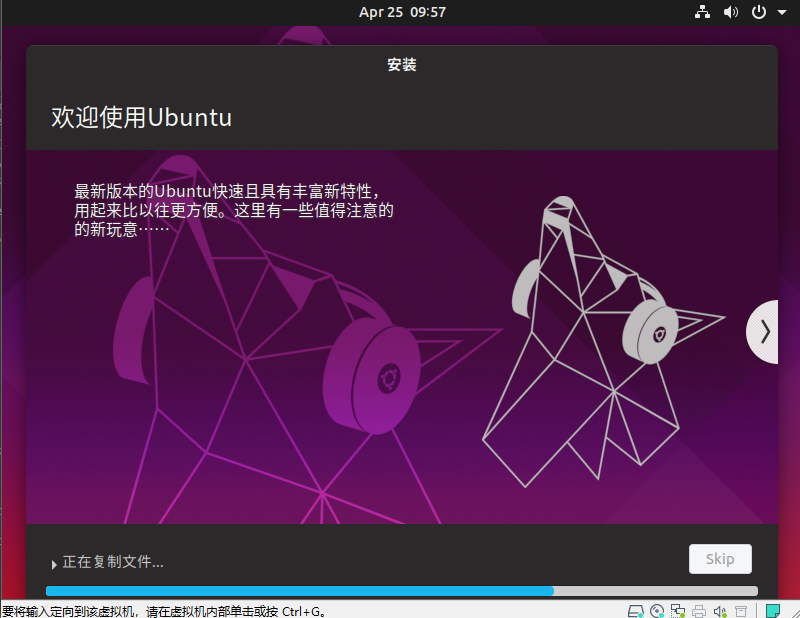 Apr 25 09:57
安装
欢迎使用Ubuntu
最新版本的Ubuntu快速且具有丰富新特性，
用起来比以往更方便。这里有一些值得注意的
的新玩意……
正在复制文件...
Skip
要将输入定向到该虚拟机，请在虚拟机内部单击或按 Ctrl+G。